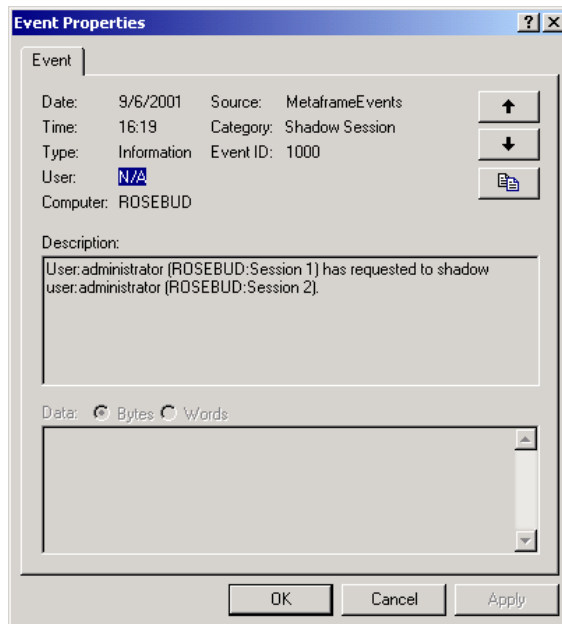 Event Properties
Event
Date: 9/6/2001 Source: MetaframeEvents
Time: 16:19 Category: Shadow Session
Type: Information Event ID: 1000
User: N/A
Computer: ROSEBUD
Description:
User:administrator (ROSEBUD:Session 1) has requested to shadow
user:administrator (ROSEBUD:Session 2).
Data: Bytes Words
OK Cancel Apply